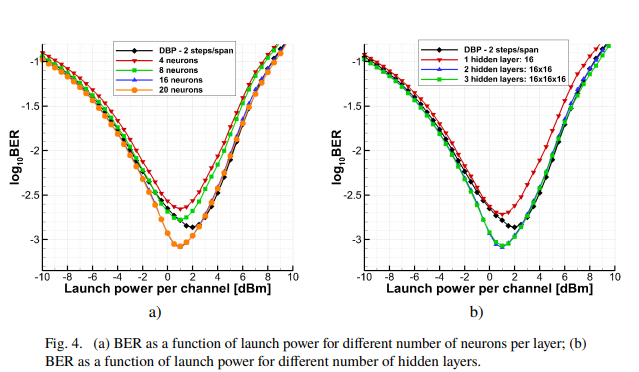 DBP - 2 steps/span
4 neurons
8 neurons
16 neurons
20 neurons
-1
-1.5
-2
-2.5
-3
log10BER
-10 -8 -6 -4 -2 0 2 4 6 8 10
Launch power per channel [dBm]
a)
DBP - 2 steps/span
1 hidden layer: 16
2 hidden layers: 16x16
3 hidden layers: 16x16x16
-1
-1.5
-2
-2.5
-3
log10BER
-10 -8 -6 -4 -2 0 2 4 6 8 10
Launch power per channel [dBm]
b)
Fig. 4. (a) BER as a function of launch power for different number of neurons per layer; (b)
BER as a function of launch power for different number of hidden layers.